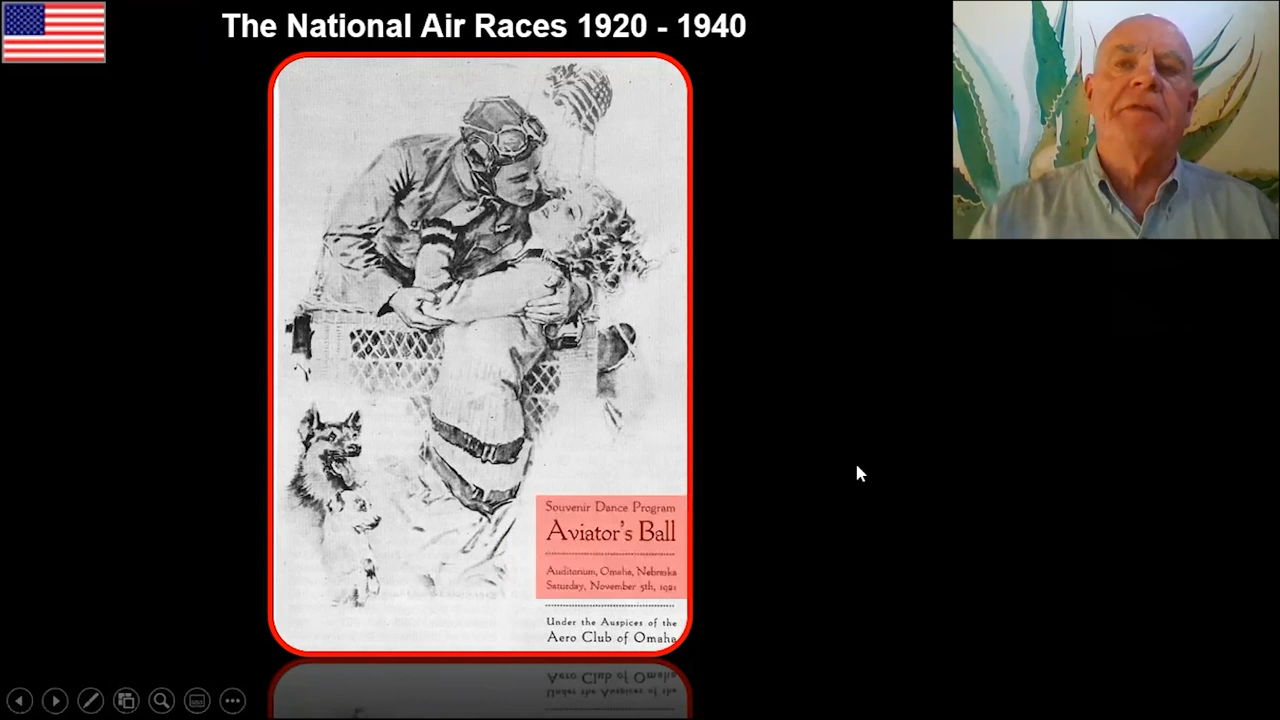 The National Air Races 1920 - 1940
Souvenir Dance Program
Aviator's Ball
Auditorium, Omaha, Nebraska
Saturday, November 5th, 1921
Under the Auspices of the
Aero Club of Omaha